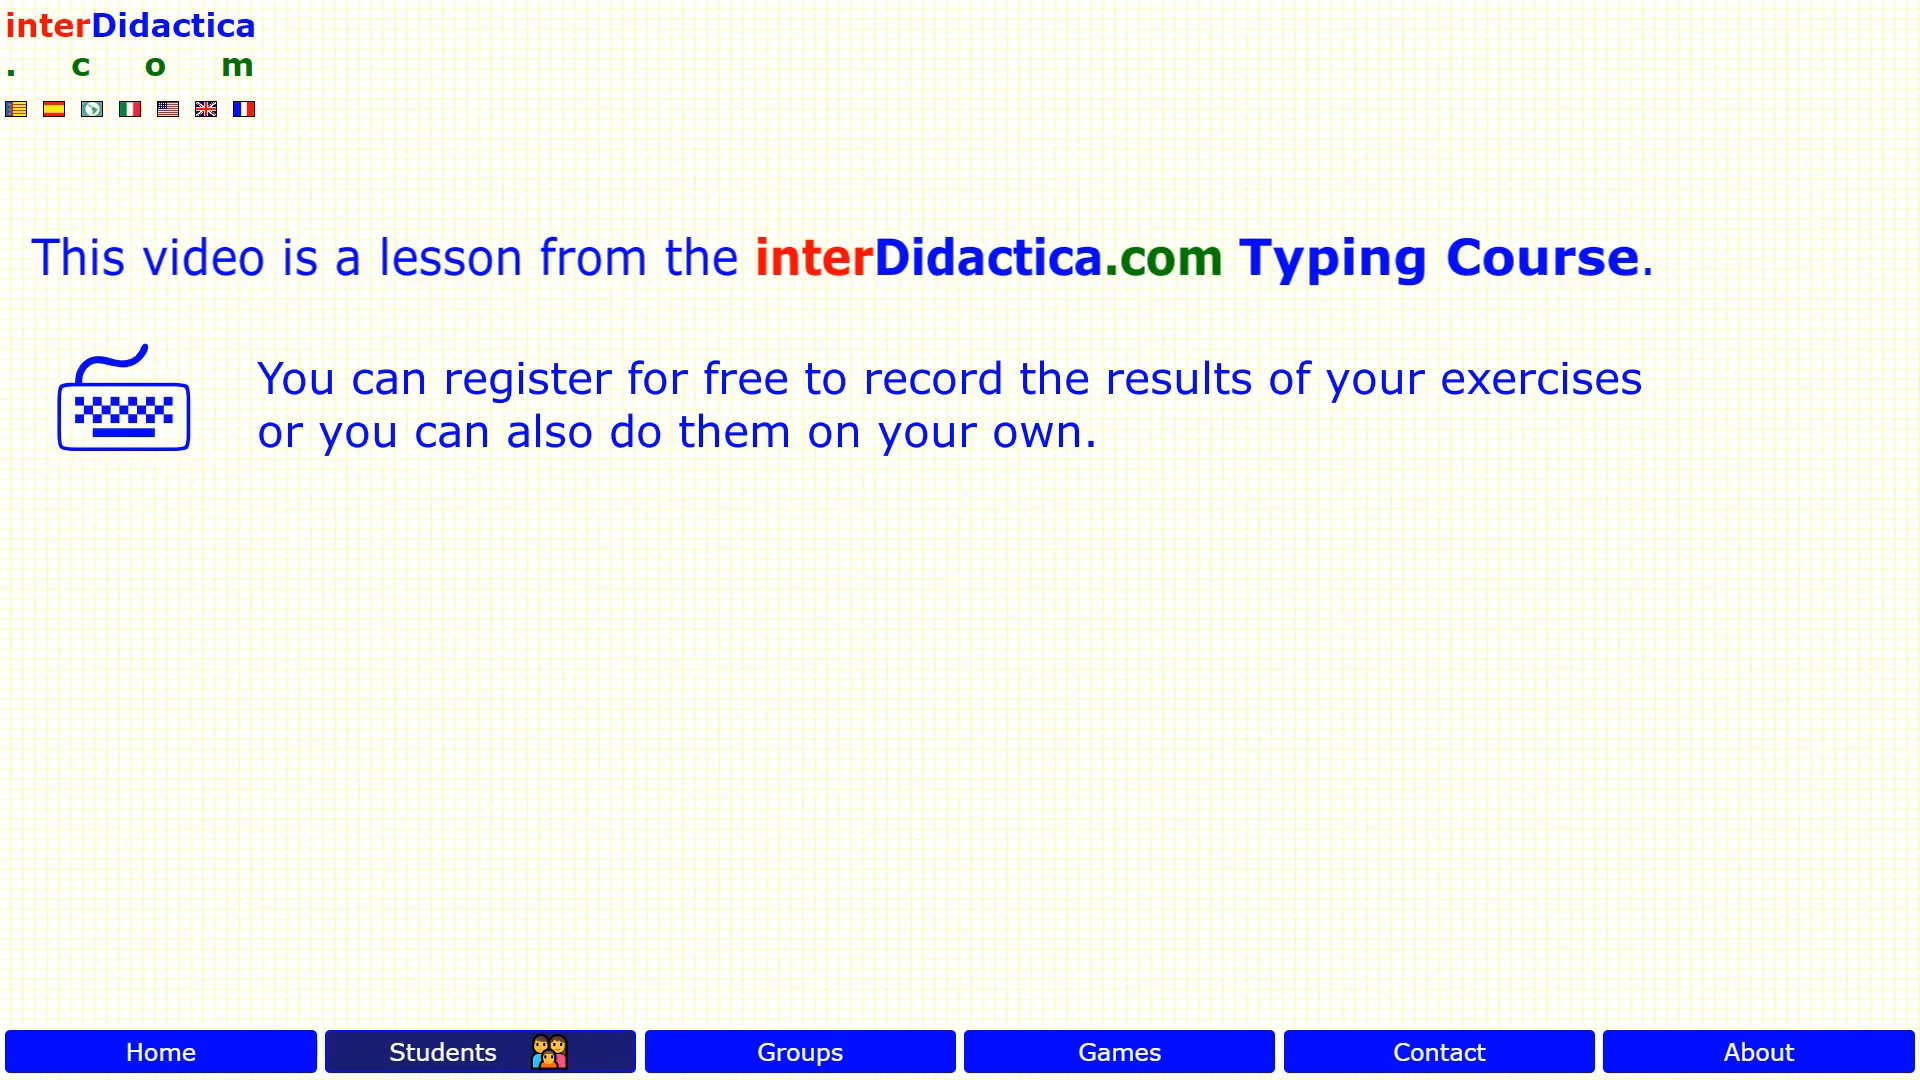 interDidactica
. c o m
This video is a lesson from the interDidactica.com Typing Course.
You can register for free to record the results of your exercises
or you can also do them on your own.
Home Students Groups Games Contact About